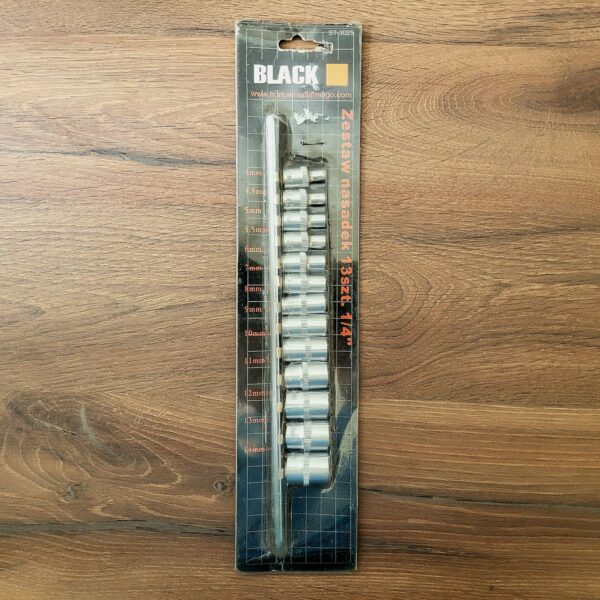 ST-3025
BLACK
Zestaw nasadek 13szt. 1/4"
4mm
4.5mm
5mm
5.5mm
6mm
7mm
8mm
9mm
10mm
11mm
12mm
13mm
14mm